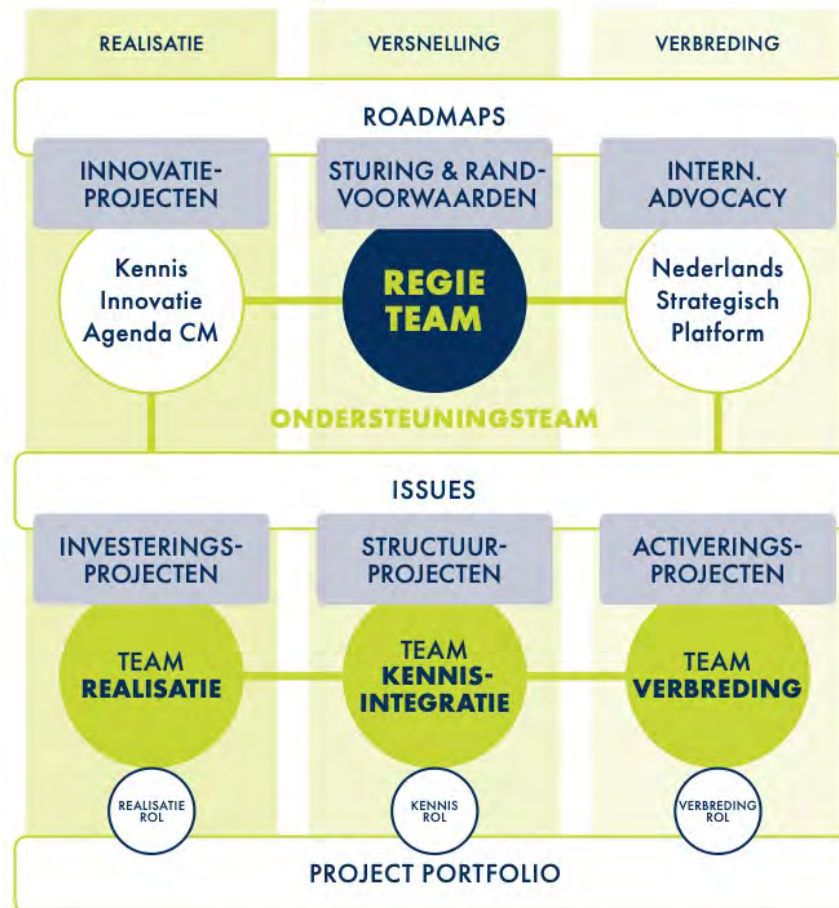 REALISATIE
VERSNELLING
VERBREDING
ROADMAPS
INNOVATIE-
PROJECTEN
STURING & RAND-
VOORWAARDEN
INTERN.
ADVOCACY
Kennis
Innovatie
Agenda CM
REGIE
TEAM
Nederlands
Strategisch
Platform
ONDERSTEUNINGSTEAM
ISSUES
INVESTERINGS-
PROJECTEN
STRUCTUUR-
PROJECTEN
ACTIVERINGS-
PROJECTEN
TEAM
REALISATIE
TEAM
KENNIS-
INTEGRATIE
TEAM
VERBREDING
REALISATIE
ROL
KENNIS
ROL
VERBREDING
ROL
PROJECT PORTFOLIO